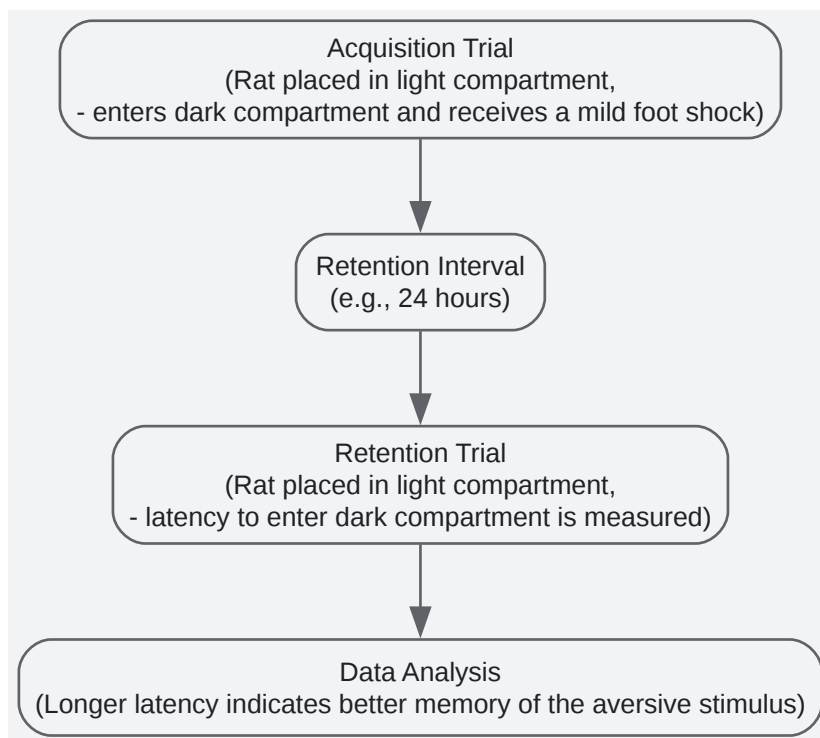 Acquisition Trial
(Rat placed in light compartment,
- enters dark compartment and receives a mild foot shock)
Retention Interval
(e.g., 24 hours)
Retention Trial
(Rat placed in light compartment,
- latency to enter dark compartment is measured)
Data Analysis
(Longer latency indicates better memory of the aversive stimulus)